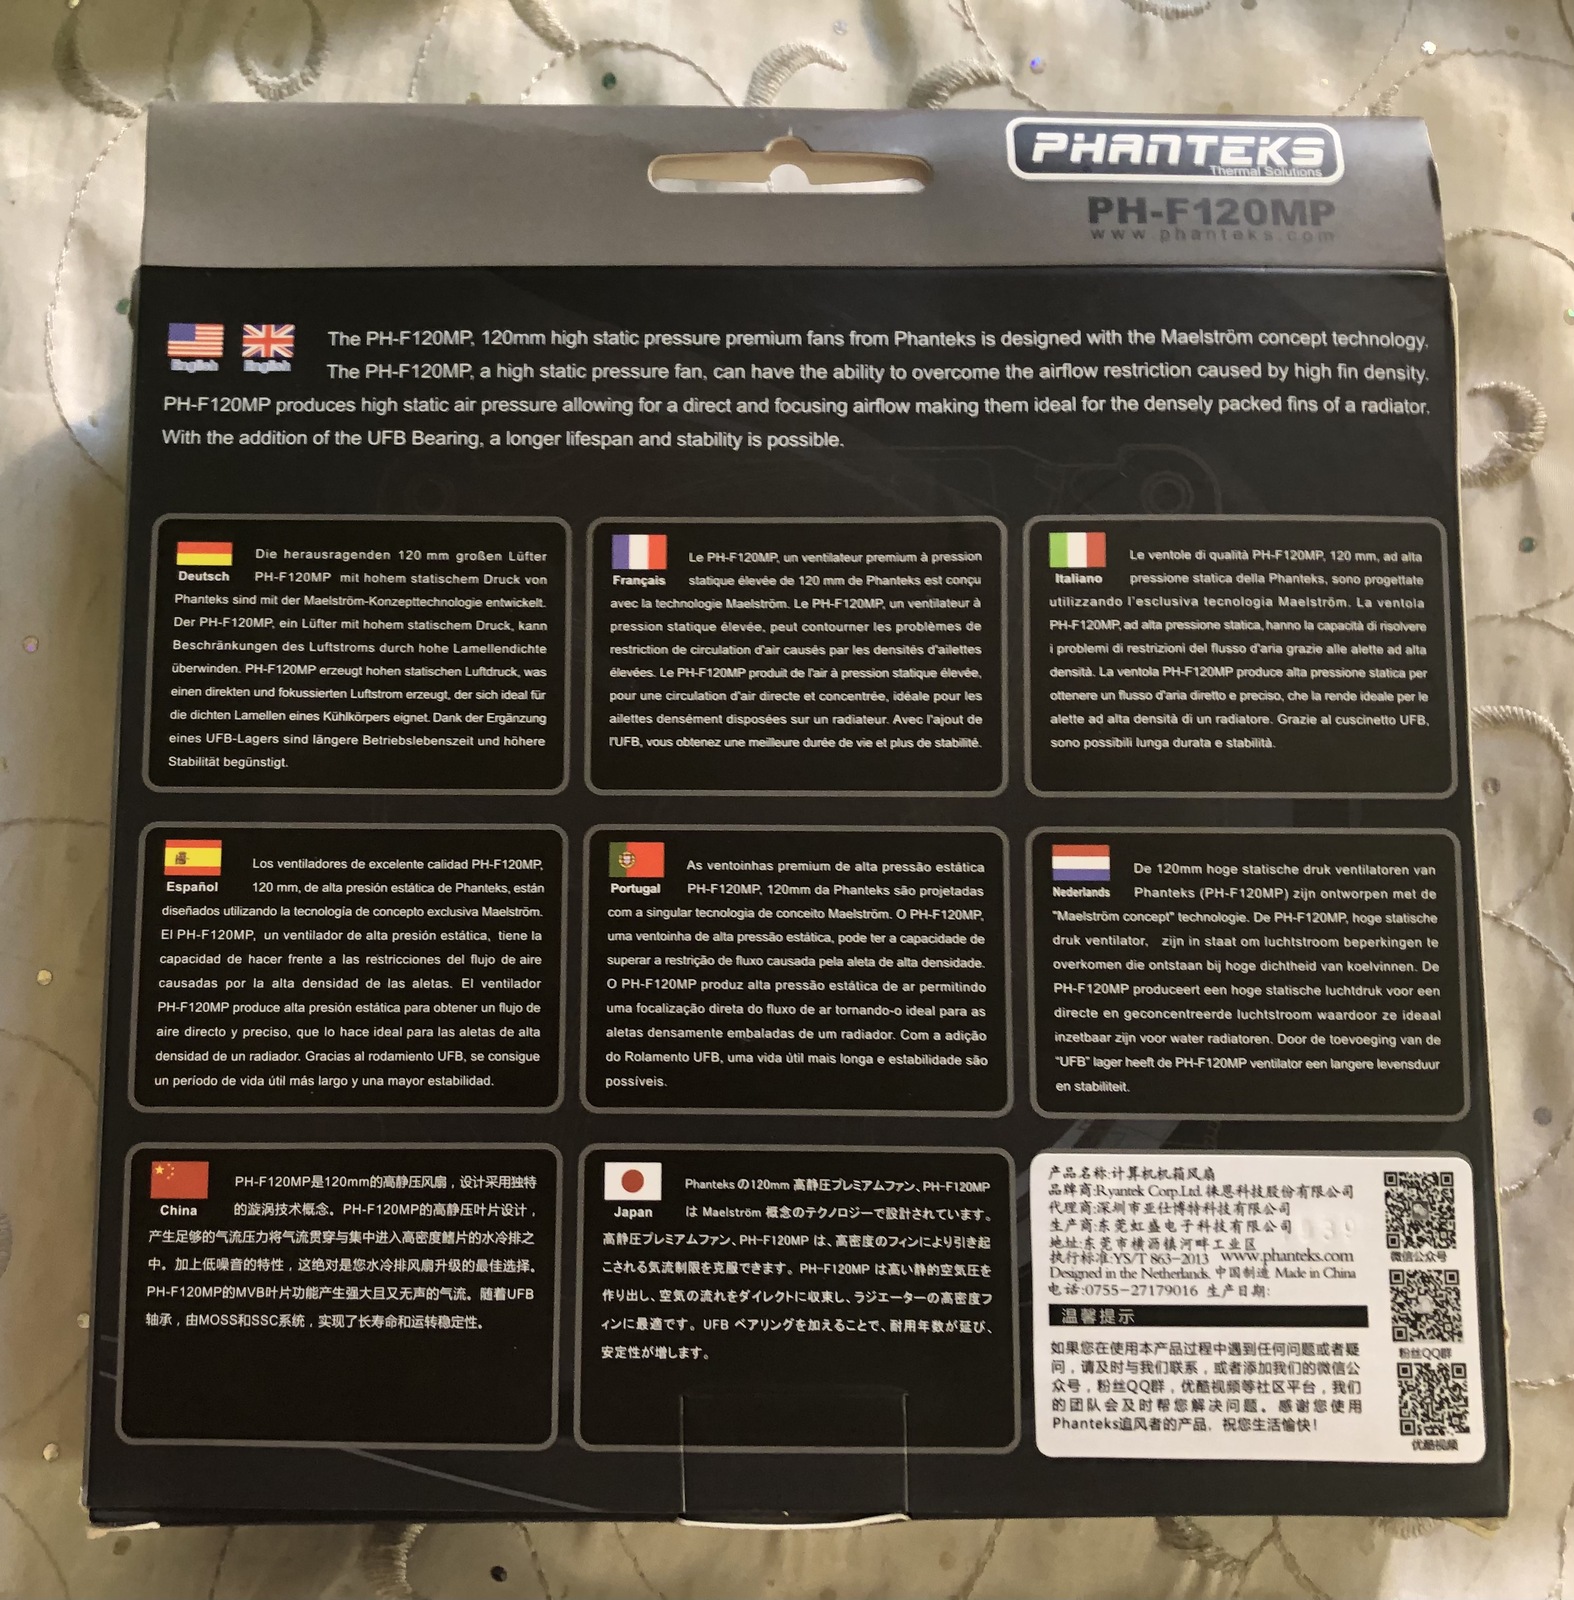 PHANTEKS
Thermal Solutions
PH-F120MP
www.phanteks.com
English English
The PH-F120MP, 120mm high static pressure premium fans from Phanteks is designed with the Maelström concept technology.
The PH-F120MP, a high static pressure fan, can have the ability to overcome the airflow restriction caused by high fin density.
PH-F120MP produces high static air pressure allowing for a direct and focusing airflow making them ideal for the densely packed fins of a radiator.
With the addition of the UFB Bearing, a longer lifespan and stability is possible.
Deutsch
Die herausragenden 120 mm großen Lüfter
PH-F120MP mit hohem statischem Druck von
Phanteks sind mit der Maelström-Konzepttechnologie entwickelt.
Der PH-F120MP, ein Lüfter mit hohem statischem Druck, kann
Beschränkungen des Luftstroms durch hohe Lamellendichte
überwinden. PH-F120MP erzeugt hohen statischen Luftdruck, was
einen direkten und fokussierten Luftstrom erzeugt, der sich ideal für
die dichten Lamellen eines Kühlkörpers eignet. Dank der Ergänzung
eines UFB-Lagers sind längere Betriebslebenszeit und höhere
Stabilität begünstigt.
Français
Le PH-F120MP, un ventilateur premium à pression
statique élevée de 120 mm de Phanteks est conçu
avec la technologie Maelström. Le PH-F120MP, un ventilateur à
pression statique élevée, peut contourner les problèmes de
restriction de circulation d'air causés par les densités d'ailettes
élevées. Le PH-F120MP produit de l'air à pression statique élevée,
pour une circulation d'air directe et concentrée, idéale pour les
ailettes densément disposées sur un radiateur. Avec l'ajout de
l'UFB, vous obtenez une meilleure durée de vie et plus de stabilité.
Italiano
Le ventole di qualità PH-F120MP, 120 mm, ad alta
pressione statica della Phanteks, sono progettate
utilizzando l'esclusiva tecnologia Maelström. La ventola
PH-F120MP, ad alta pressione statica, hanno la capacità di risolvere
i problemi di restrizioni del flusso d'aria grazie alle alette ad alta
densità. La ventola PH-F120MP produce alta pressione statica per
ottenere un flusso d'aria diretto e preciso, che la rende ideale per le
alette ad alta densità di un radiatore. Grazie al cuscinetto UFB,
sono possibili lunga durata e stabilità.
Español
Los ventiladores de excelente calidad PH-F120MP,
120 mm, de alta presión estática de Phanteks, están
diseñados utilizando la tecnología de concepto exclusiva Maelström.
El PH-F120MP, un ventilador de alta presión estática, tiene la
capacidad de hacer frente a las restricciones del flujo de aire
causadas por la alta densidad de las aletas. El ventilador
PH-F120MP produce alta presión estática para obtener un flujo de
aire directo y preciso, que lo hace ideal para las aletas de alta
densidad de un radiador. Gracias al rodamiento UFB, se consigue
un período de vida útil más largo y una mayor estabilidad.
Portugal
As ventoinhas premium de alta pressão estática
PH-F120MP, 120mm da Phanteks são projetadas
com a singular tecnologia de conceito Maelström. O PH-F120MP,
uma ventoinha de alta pressão estática, pode ter a capacidade de
superar a restrição de fluxo causada pela aleta de alta densidade.
O PH-F120MP produz alta pressão estática de ar permitindo
uma focalização direta do fluxo de ar tornando-o ideal para as
aletas densamente embaladas de um radiador. Com a adição
do Rolamento UFB, uma vida útil mais longa e estabilidade são
possíveis.
Nederlands
De 120mm hoge statische druk ventilatoren van
Phanteks (PH-F120MP) zijn ontworpen met de
"Maelström concept" technologie. De PH-F120MP, hoge statische
druk ventilator, zijn in staat om luchtstroom beperkingen te
overkomen die ontstaan bij hoge dichtheid van koelvinnen. De
PH-F120MP produceert een hoge statische luchtdruk voor een
directe en geconcentreerde luchtstroom waardoor ze ideaal
inzetbaar zijn voor water radiatoren. Door de toevoeging van de
"UFB" lager heeft de PH-F120MP ventilator een langere levensduur
en stabiliteit.
China
PH-F120MP是120mm的高静压风扇，设计采用独特
的漩涡技术概念。PH-F120MP的高静压叶片设计，
产生足够的气流压力将气流贯穿与集中进入高密度鳍片的水冷排之
中。加上低噪音的特性，这绝对是您水冷排风扇升级的最佳选择。
PH-F120MP的MVB叶片功能产生强大且又无声的气流。随着UFB
轴承，由MOSS和SSC系统，实现了长寿命和运转稳定性。
Japan
Phanteks の120mm 高静圧プレミアムファン、PH-F120MP
は Maelström 概念のテクノロジーで設計されています。
高静圧プレミアムファン、PH-F120MP は、高密度のフィンにより引き起
こされる気流制限を克服できます。PH-F120MP は高い静的空気圧を
作り出し、空気の流れをダイレクトに収束し、ラジエーターの高密度フ
ィンに最適です。UFB ベアリングを加えることで、耐用年数が延び、
安定性が増します。
产品名称:计算机机箱风扇
品牌商:Ryantek Corp.Ltd. 徕恩科技股份有限公司
代理商:深圳市亚仕博特科技有限公司
生产商:东莞虹盛电子科技有限公司
地址:东莞市横沥镇河畔工业区
执行标准:YS/T 863-2013 www.phanteks.com
Designed in the Netherlands. 中国制造 Made in China
电话:0755-27179016 生产日期:
温馨提示
如果您在使用本产品过程中遇到任何问题或者疑
问，请及时与我们联系，或者添加我们的微信公
众号，粉丝QQ群，优酷视频等社区平台，我们
的团队会及时帮您解决问题。感谢您使用
Phanteks追风者的产品，祝您生活愉快！
微信公众号
粉丝QQ群
优酷视频